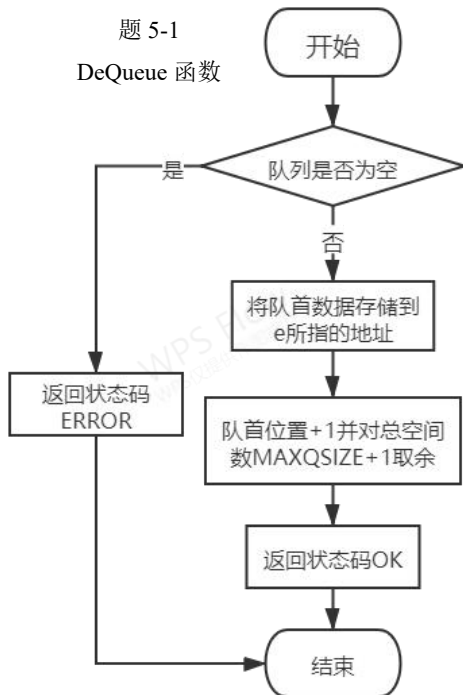 题 5-1
DeQueue 函数
开始
队列是否为空
是
否
将队首数据存储到
e所指的地址
返回状态码
ERROR
队首位置+1并对总空间
数MAXQSIZE+1取余
返回状态码OK
结束